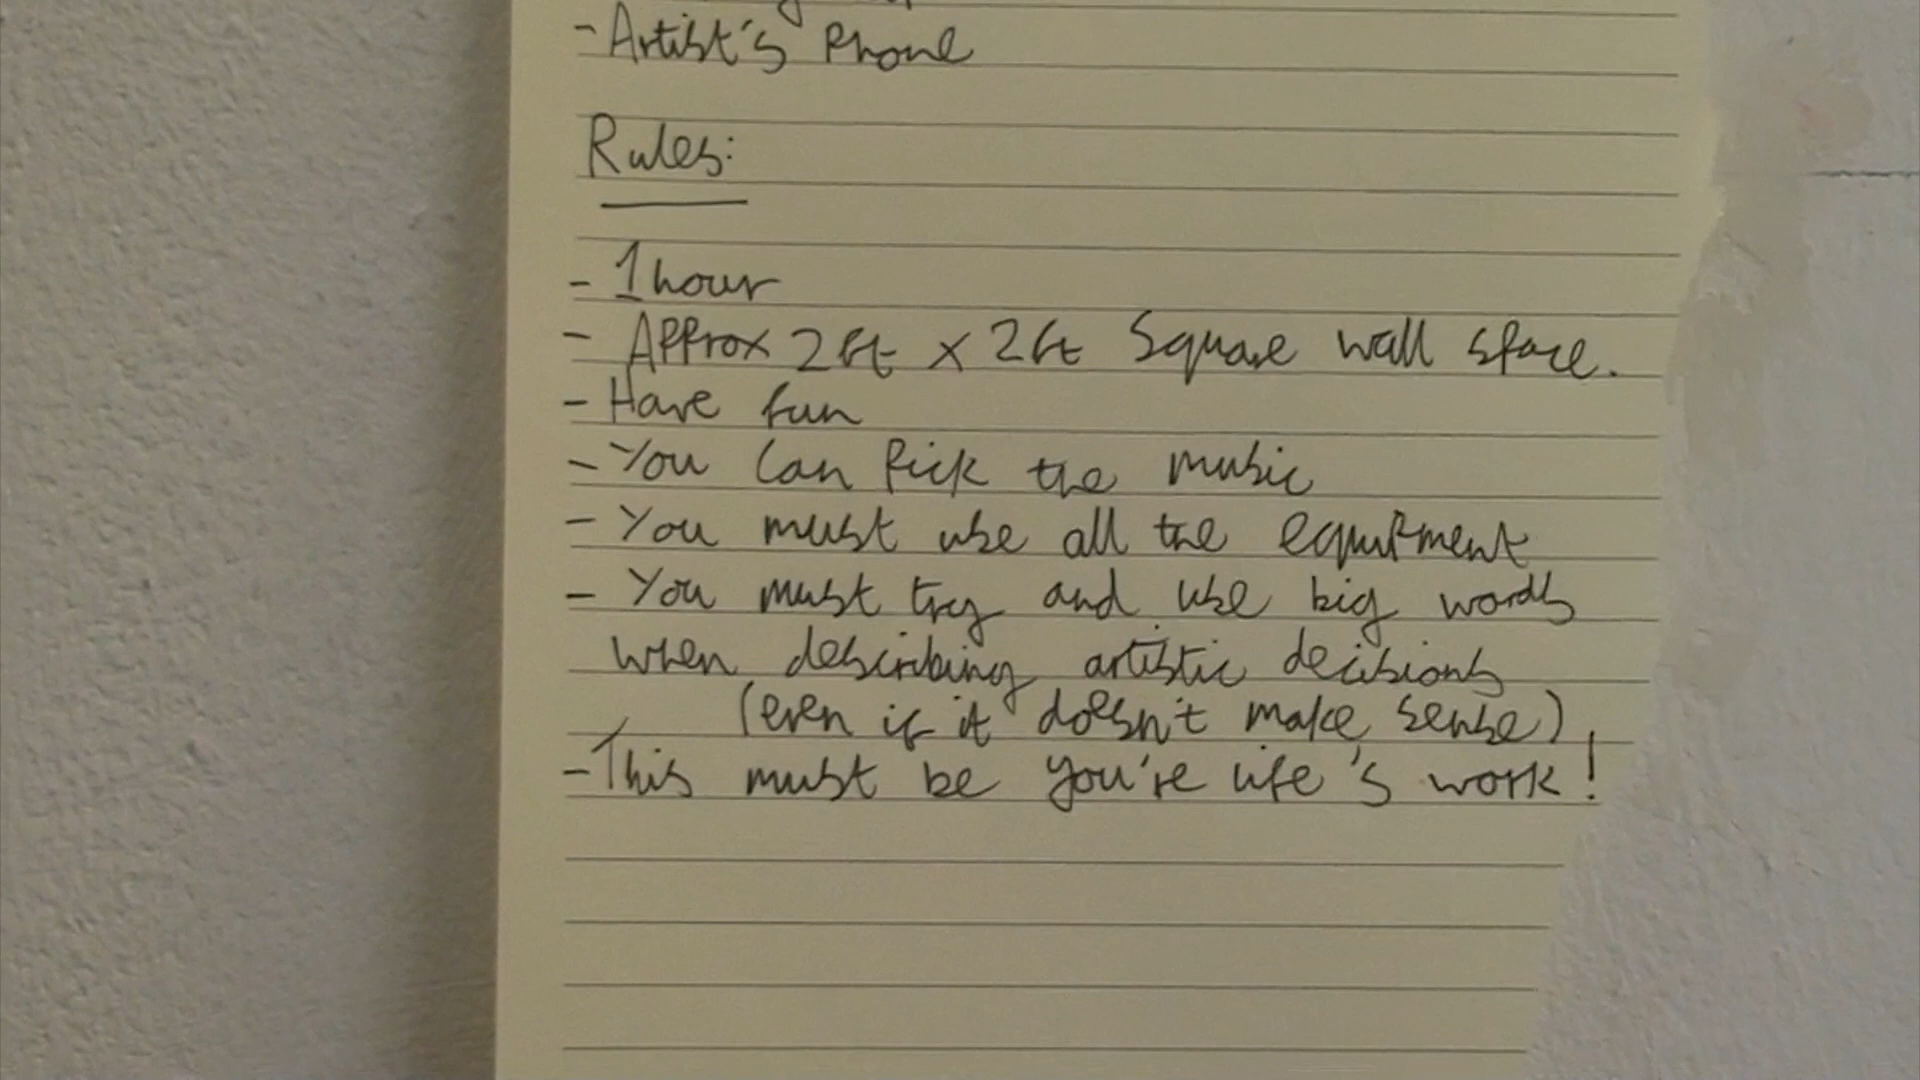 - Artist's Phone
Rules:
- 1 hour
- Approx 2ft x 2ft Square wall space.
- Have fun
- You can Pick the music
- You must use all the equipment
- You must try and use big words
when describing artistic decisions
(even if it doesn't make sense)
- This must be you're life's work!